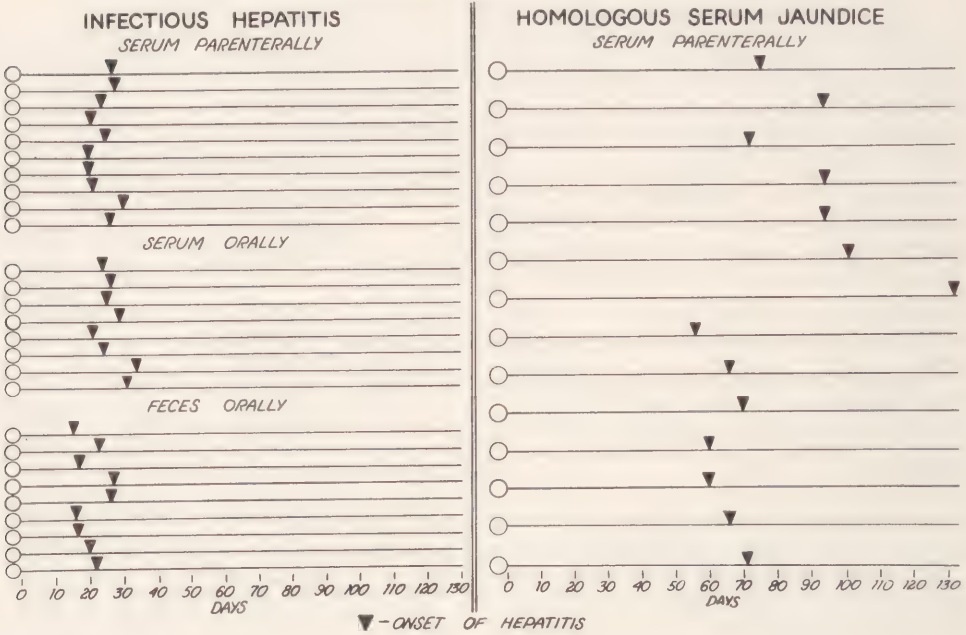 INFECTIOUS HEPATITIS
SERUM PARENTERALLY
SERUM ORALLY
FECES ORALLY
0 10 20 30 40 50 60 70 80 90 100 110 120 130
DAYS
HOMOLOGOUS SERUM JAUNDICE
SERUM PARENTERALLY
0 10 20 30 40 50 60 70 80 90 100 110 120 130
DAYS
▼ - ONSET OF HEPATITIS